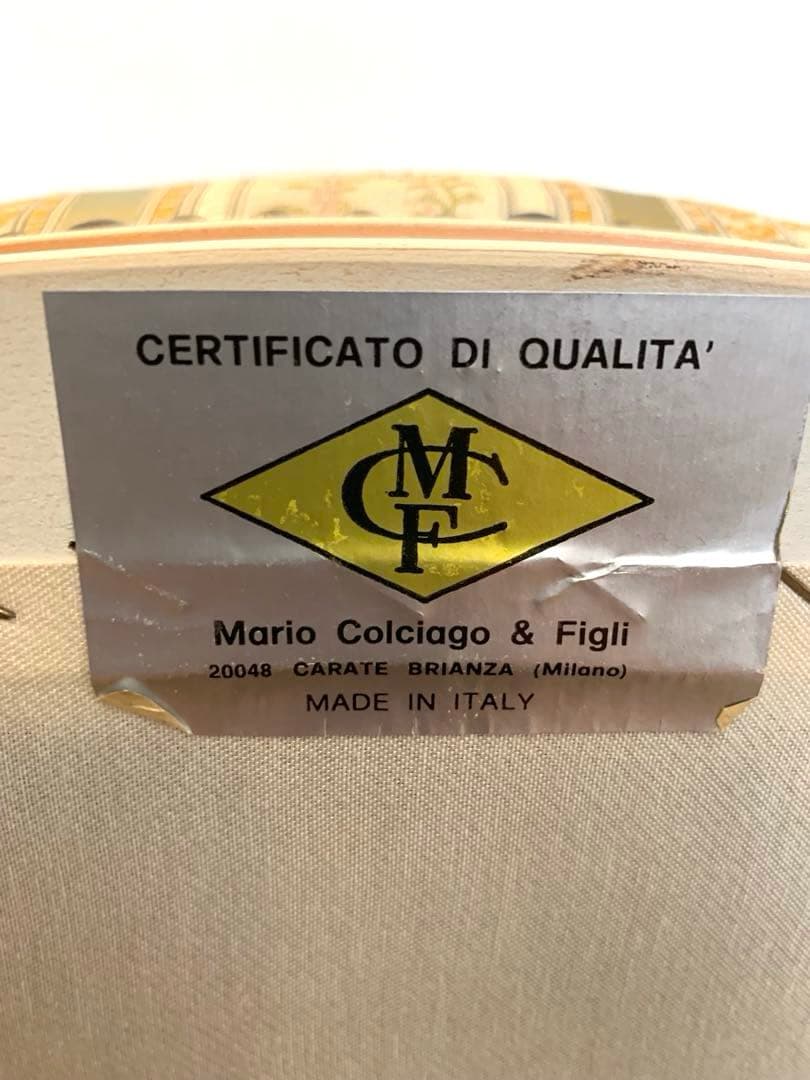 CERTIFICATO DI QUALITA'
MCF
Mario Colciago & Figli
20048 CARATE BRIANZA (Milano)
MADE IN ITALY